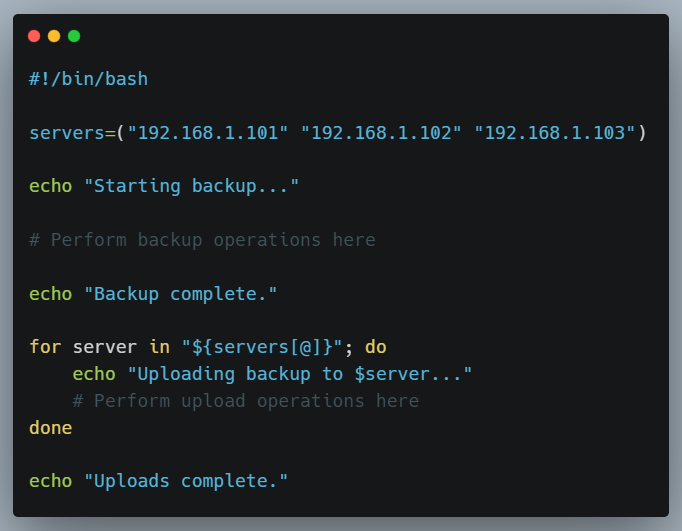 #!/bin/bash
servers=("192.168.1.101" "192.168.1.102" "192.168.1.103")
echo "Starting backup..."
# Perform backup operations here
echo "Backup complete."
for server in "${servers[@]}"; do
    echo "Uploading backup to $server..."
    # Perform upload operations here
done
echo "Uploads complete."